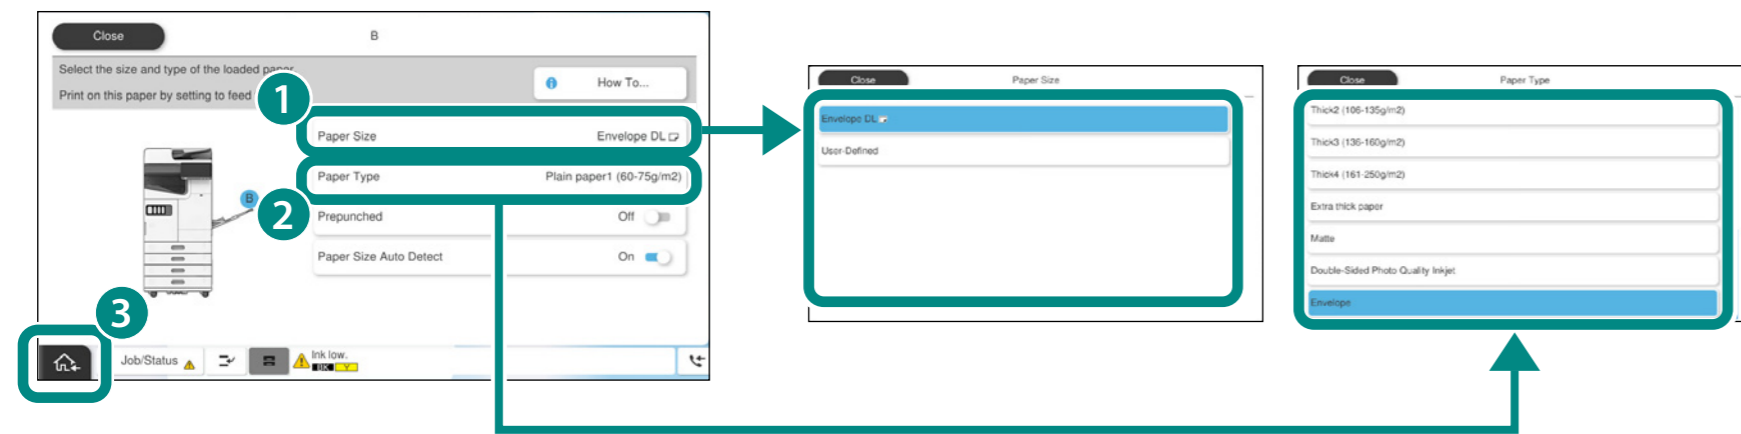 Close
B
Select the size and type of the loaded paper
Print on this paper by setting to feed
How To...
1
Paper Size
Envelope DL
Paper Type
Plain paper1 (60-75g/m2)
B
2
Prepunched
Off
Paper Size Auto Detect
On
3
Job/Status
Ink low.
BK Y
Close
Paper Size
Envelope DL
User-Defined
Close
Paper Type
Thick2 (106-135g/m2)
Thick3 (136-160g/m2)
Thick4 (161-250g/m2)
Extra thick paper
Matte
Double-Sided Photo Quality Inkjet
Envelope